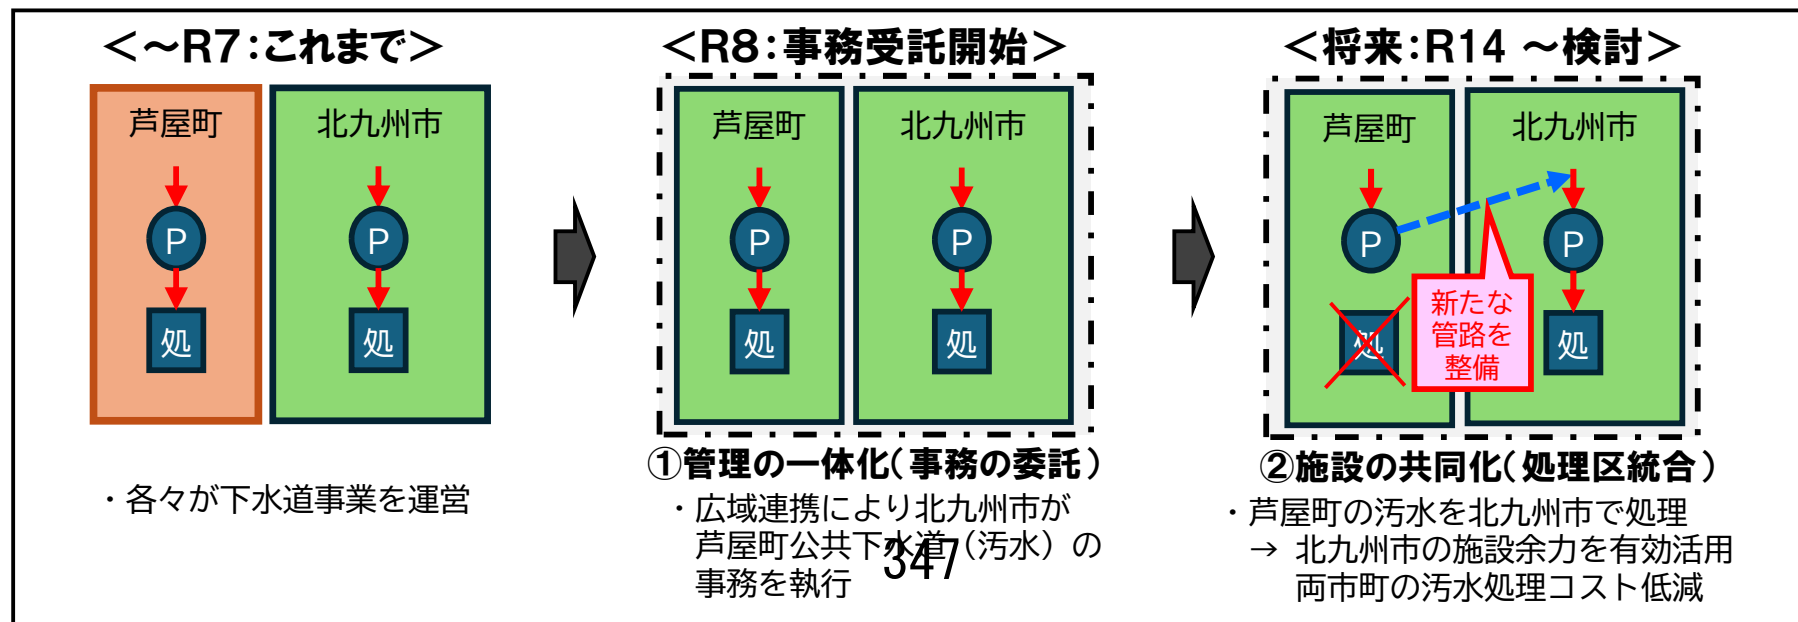 ＜～R7：これまで＞
芦屋町
北九州市
P
P
処
処
・各々が下水道事業を運営
＜R8：事務受託開始＞
芦屋町
北九州市
P
P
処
処
①管理の一体化（事務の委託）
・広域連携により北九州市が
芦屋町公共下水道（汚水）の
事務を執行
347
＜将来：R14 ～検討＞
芦屋町
北九州市
P
P
新たな
管路を
整備
処
処
②施設の共同化（処理区統合）
・芦屋町の汚水を北九州市で処理
→ 北九州市の施設余力を有効活用
両市町の汚水処理コスト低減